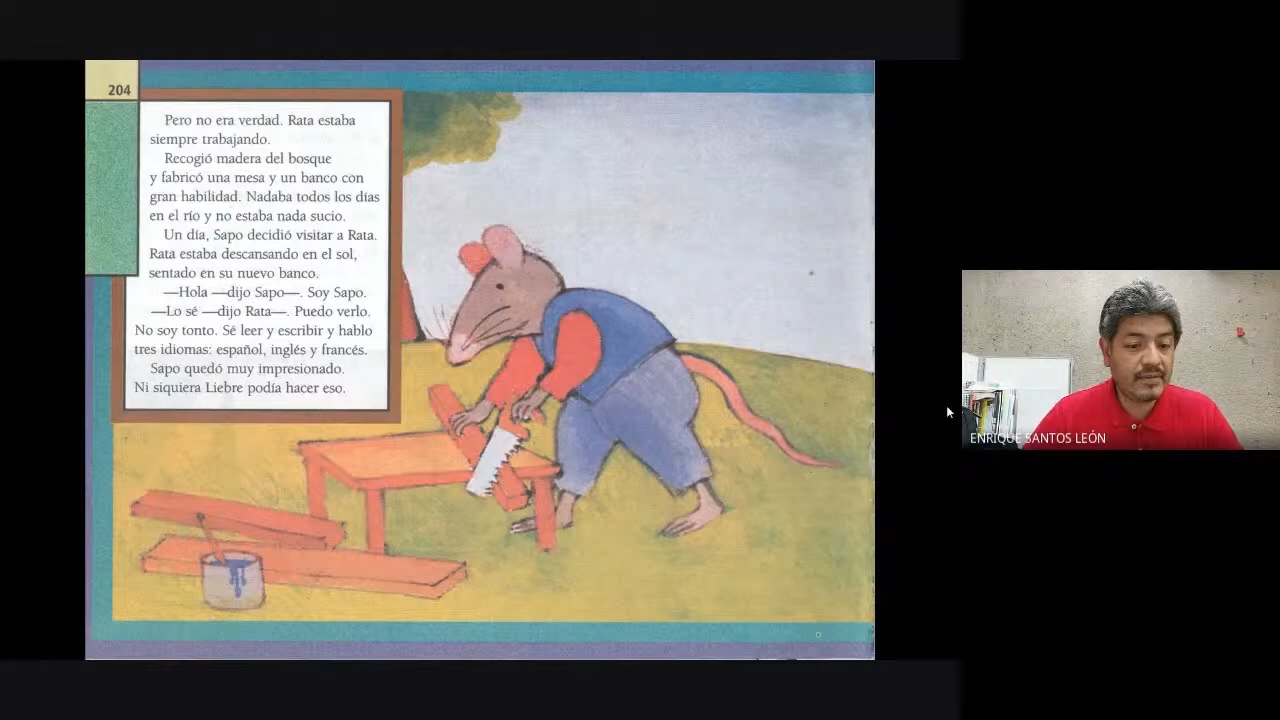 204
Pero no era verdad. Rata estaba
siempre trabajando.
Recogió madera del bosque
y fabricó una mesa y un banco con
gran habilidad. Nadaba todos los días
en el río y no estaba nada sucio.
Un día, Sapo decidió visitar a Rata.
Rata estaba descansando en el sol,
sentado en su nuevo banco.
—Hola —dijo Sapo—. Soy Sapo.
—Lo sé —dijo Rata—. Puedo verlo.
No soy tonto. Sé leer y escribir y hablo
tres idiomas: español, inglés y francés.
Sapo quedó muy impresionado.
Ni siquiera Liebre podía hacer eso.
ENRIQUE SANTOS LEÓN